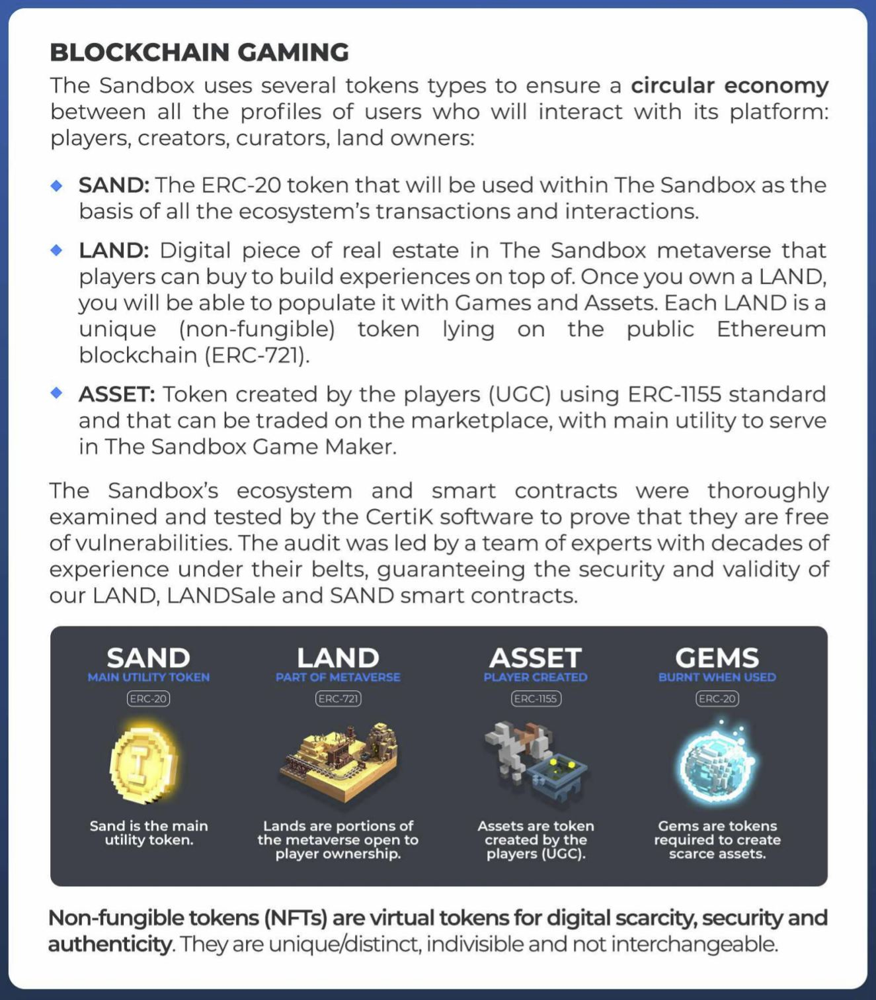 BLOCKCHAIN GAMING
The Sandbox uses several tokens types to ensure a circular economy
between all the profiles of users who will interact with its platform:
players, creators, curators, land owners:
SAND: The ERC-20 token that will be used within The Sandbox as the
basis of all the ecosystem's transactions and interactions.
LAND: Digital piece of real estate in The Sandbox metaverse that
players can buy to build experiences on top of. Once you own a LAND,
you will be able to populate it with Games and Assets. Each LAND is a
unique (non-fungible) token lying on the public Ethereum
blockchain (ERC-721).
ASSET: Token created by the players (UGC) using ERC-1155 standard
and that can be traded on the marketplace, with main utility to serve
in The Sandbox Game Maker.
The Sandbox's ecosystem and smart contracts were thoroughly
examined and tested by the CertiK software to prove that they are free
of vulnerabilities. The audit was led by a team of experts with decades of
experience under their belts, guaranteeing the security and validity of
our LAND, LANDSale and SAND smart contracts.
SAND
MAIN UTILITY TOKEN
ERC-20
Sand is the main
utility token.
LAND
PART OF METAVERSE
ERC-721
Lands are portions of
the metaverse open to
player ownership.
ASSET
PLAYER CREATED
ERC-1155
Assets are token
created by the
players (UGC).
GEMS
BURNT WHEN USED
ERC-20
Gems are tokens
required to create
scarce assets.
Non-fungible tokens (NFTs) are virtual tokens for digital scarcity, security and
authenticity. They are unique/distinct, indivisible and not interchangeable.